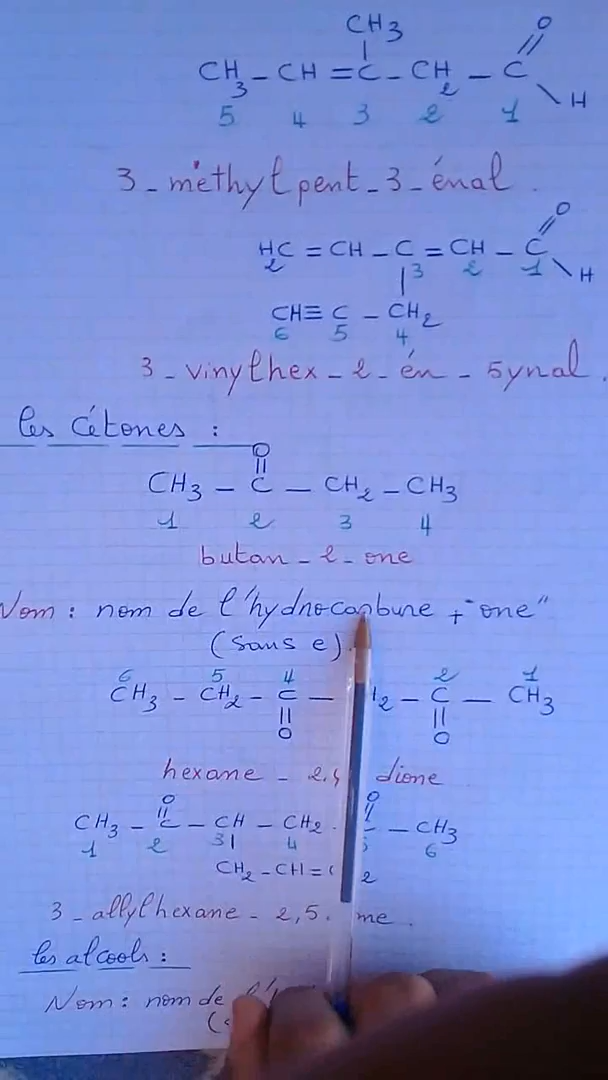 CH3
O
CH3 - CH = C - CH2 - C
H
5 4 3 2 1
3 - méthylpent - 3 - énal .
O
H2C = CH - C = CH - C
3 2 1
H
CH≡ C - CH2
6 5 4
3 - vinylhex - 2 - én - 5ynal .
les cétones :
O
CH3 - C - CH2 - CH3
1 2 3 4
butan - 2 - one
Nom : nom de l'hydrocarbure + "one"
(sans e).
6 5 4 2 1
CH3 - CH2 - C - 2 - C - CH3
O O
hexane - 2,4 dione
O O
CH3 - C - CH - CH2 - CH3
1 2 3 4 6
CH2 - CH = 2
3 - allylhexane - 2,5.
les alcools :
Nom : nom de